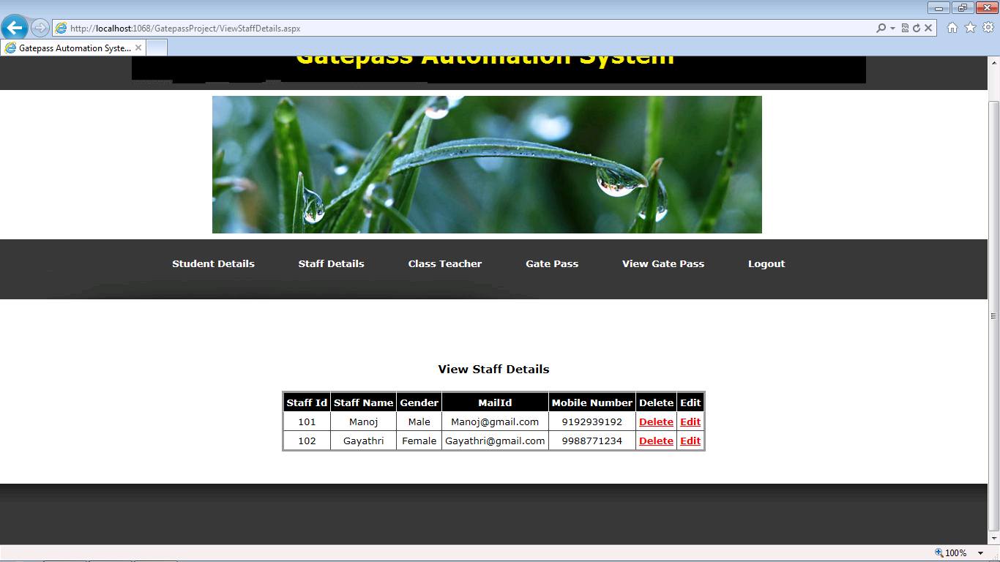 http://localhost:1068/GatepassProject/ViewStaffDetails.aspx
Gatepass Automation Syste...
Gatepass Automation System
Student Details Staff Details Class Teacher Gate Pass View Gate Pass Logout
View Staff Details
Staff Id Staff Name Gender MailId Mobile Number Delete Edit
101 Manoj Male Manoj@gmail.com 9192939192 Delete Edit
102 Gayathri Female Gayathri@gmail.com 9988771234 Delete Edit
100%